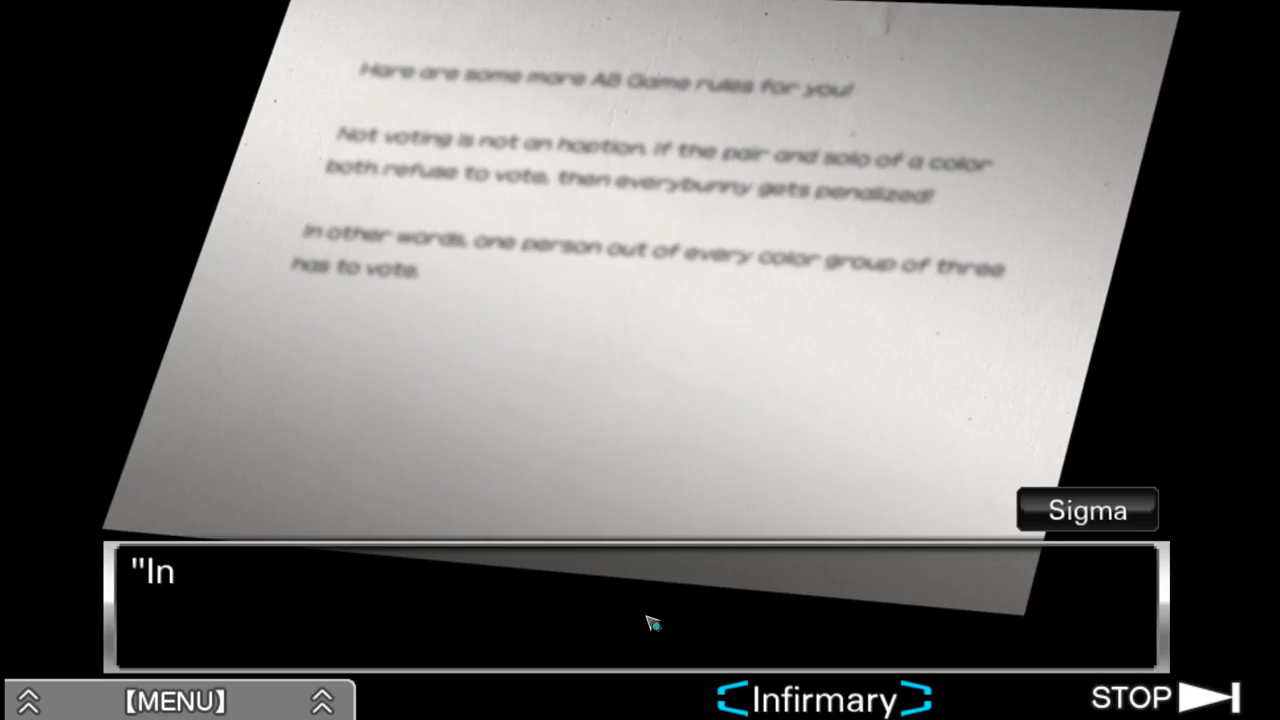 Hare are some more AB Game rules for you!
Not voting is not an hoption. If the pair and solo of a color
both refuse to vote, then everybunny gets penalized!
In other words, one person out of every color group of three
has to vote.
Sigma
"In
【MENU】
Infirmary
STOP